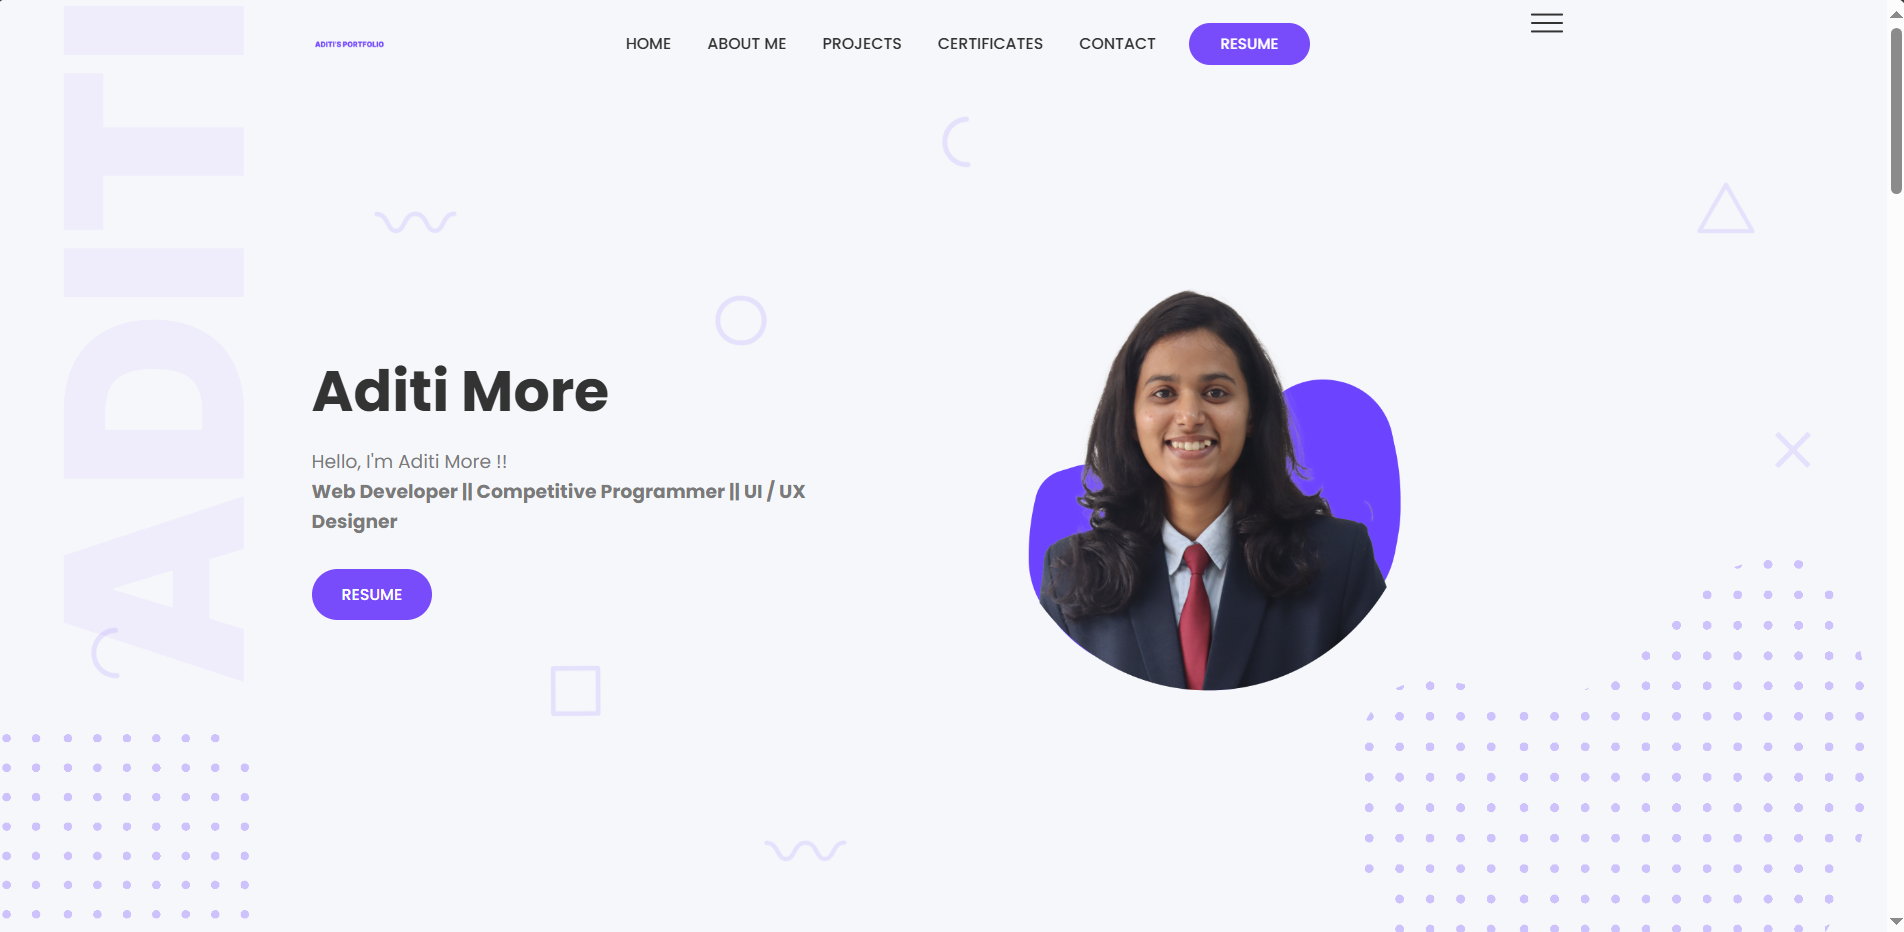 ADITI
ADITI'S PORTFOLIO
HOME
ABOUT ME
PROJECTS
CERTIFICATES
CONTACT
RESUME
Aditi More
Hello, I'm Aditi More !!
Web Developer || Competitive Programmer || UI / UX
Designer
RESUME